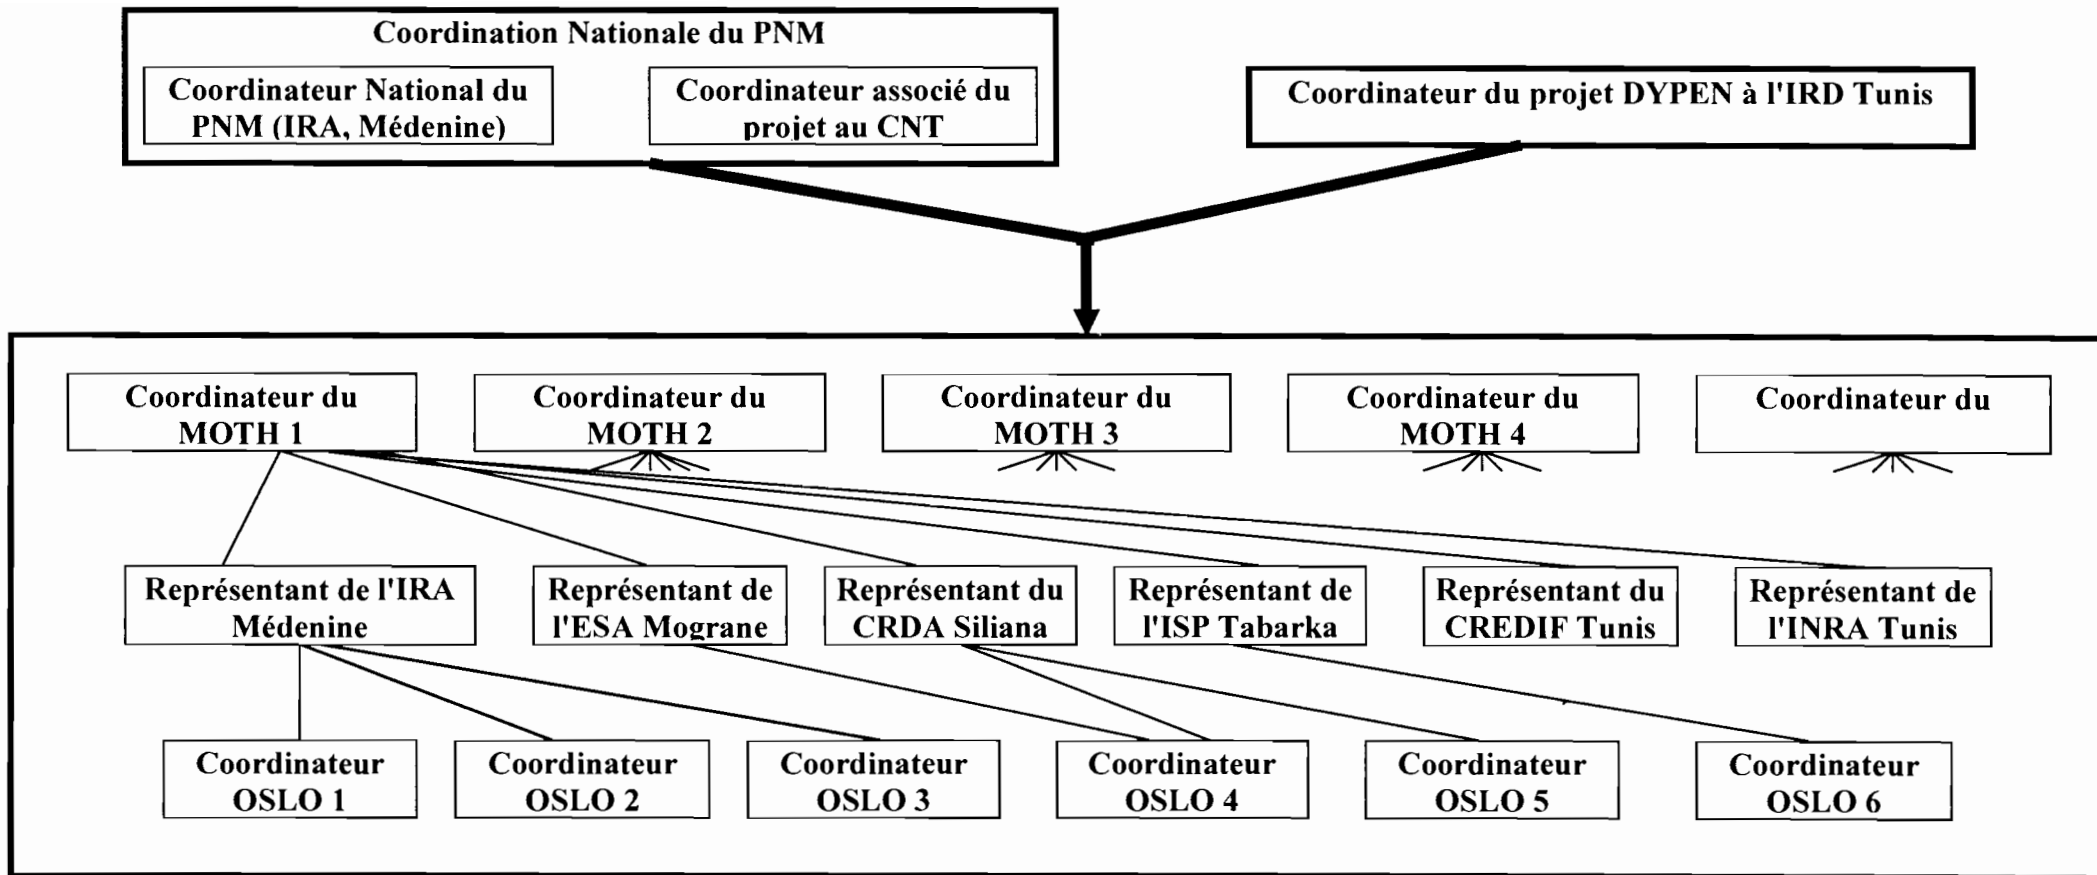 Coordination Nationale du PNM
Coordinateur National du
PNM (IRA, Médenine)
Coordinateur associé du
projet au CNT
Coordinateur du projet DYPEN à l'IRD Tunis
Coordinateur du
MOTH 1
Coordinateur du
MOTH 2
Coordinateur du
MOTH 3
Coordinateur du
MOTH 4
Coordinateur du
Représentant de l'IRA
Médenine
Représentant de
l'ESA Mograne
Représentant du
CRDA Siliana
Représentant de
l'ISP Tabarka
Représentant du
CREDIF Tunis
Représentant de
l'INRA Tunis
Coordinateur
OSLO 1
Coordinateur
OSLO 2
Coordinateur
OSLO 3
Coordinateur
OSLO 4
Coordinateur
OSLO 5
Coordinateur
OSLO 6